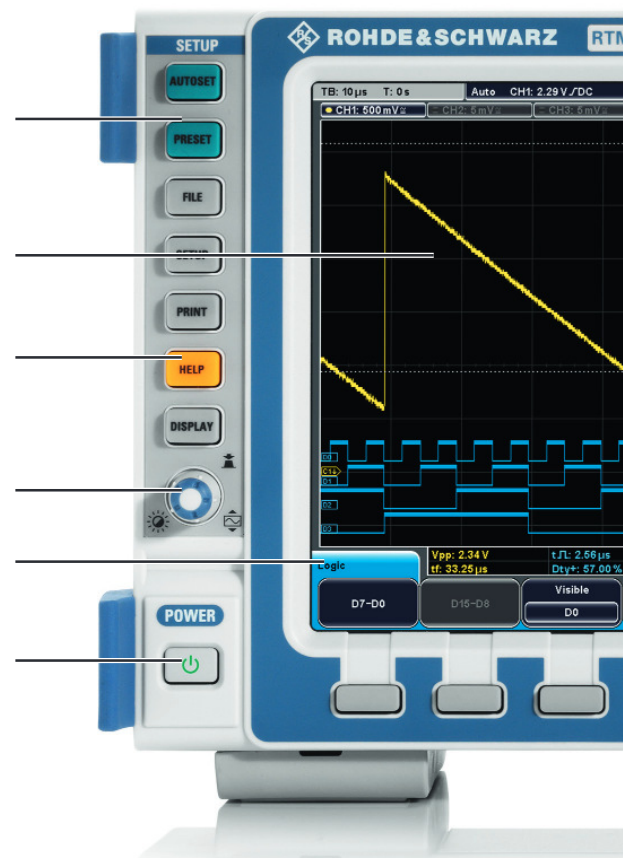 SETUP
ROHDE&SCHWARZ RTM
AUTOSET
TB: 10 µs T: 0 s Auto CH1: 2.29 V / DC
CH1: 500 mV CH2: 5 mV CH3: 5 mV
PRESET
FILE
SETUP
PRINT
HELP
DISPLAY
D0
C1
D1
D2
D3
Logic
Vpp: 2.34 V
tf: 33.25 µs
t: 2.56 µs
Dty+: 57.00 %
D7-D0
D15-D8
Visible
D0
POWER